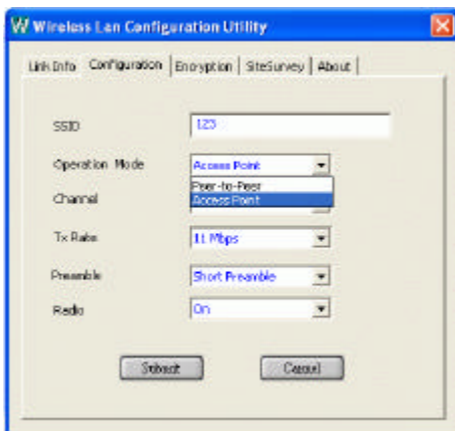 Wireless Lan Configuration Utility
Link Info Configuration Encryption SiteSurvey About
SSID 123
Operation Mode Access Point
Peer-to-Peer
Channel Access Point
Tx Rate 11 Mbps
Preamble Short Preamble
Radio On
Submit Cancel